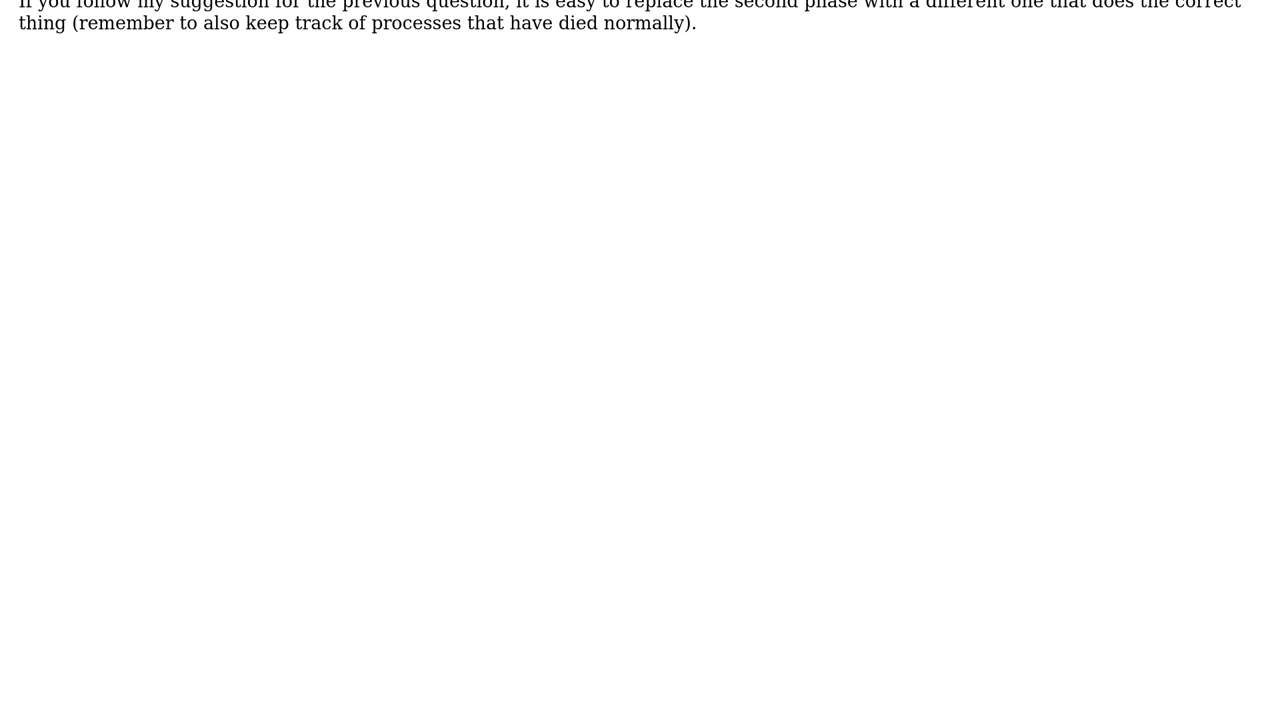 If you follow my suggestion for the previous question, it is easy to replace the second phase with a different one that does the correct
thing (remember to also keep track of processes that have died normally).